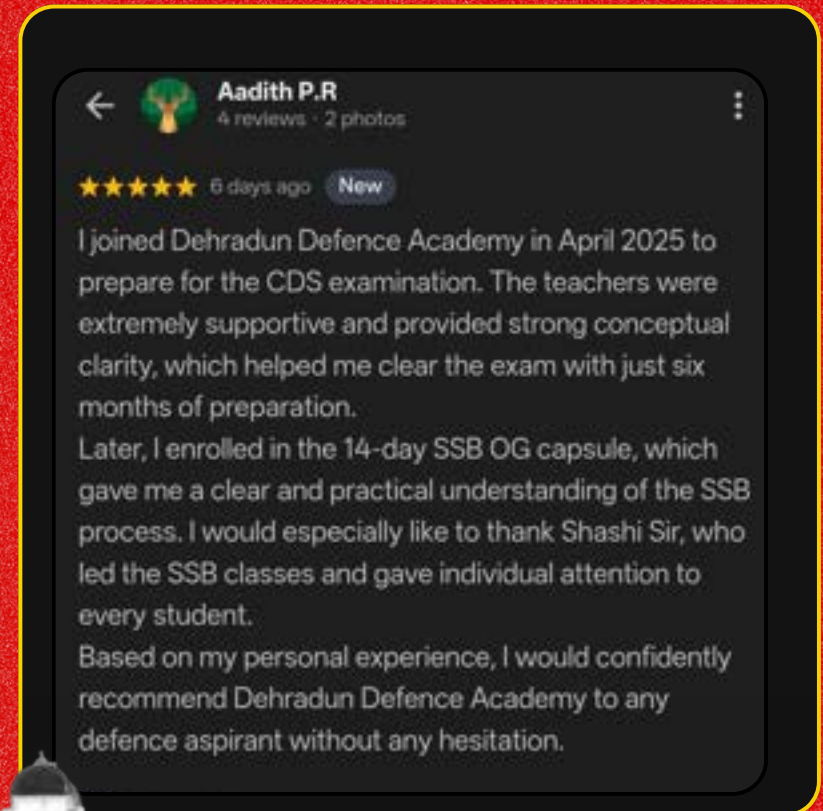 Aadith P.R
4 reviews · 2 photos
6 days ago New
I joined Dehradun Defence Academy in April 2025 to
prepare for the CDS examination. The teachers were
extremely supportive and provided strong conceptual
clarity, which helped me clear the exam with just six
months of preparation.
Later, I enrolled in the 14-day SSB OG capsule, which
gave me a clear and practical understanding of the SSB
process. I would especially like to thank Shashi Sir, who
led the SSB classes and gave individual attention to
every student.
Based on my personal experience, I would confidently
recommend Dehradun Defence Academy to any
defence aspirant without any hesitation.